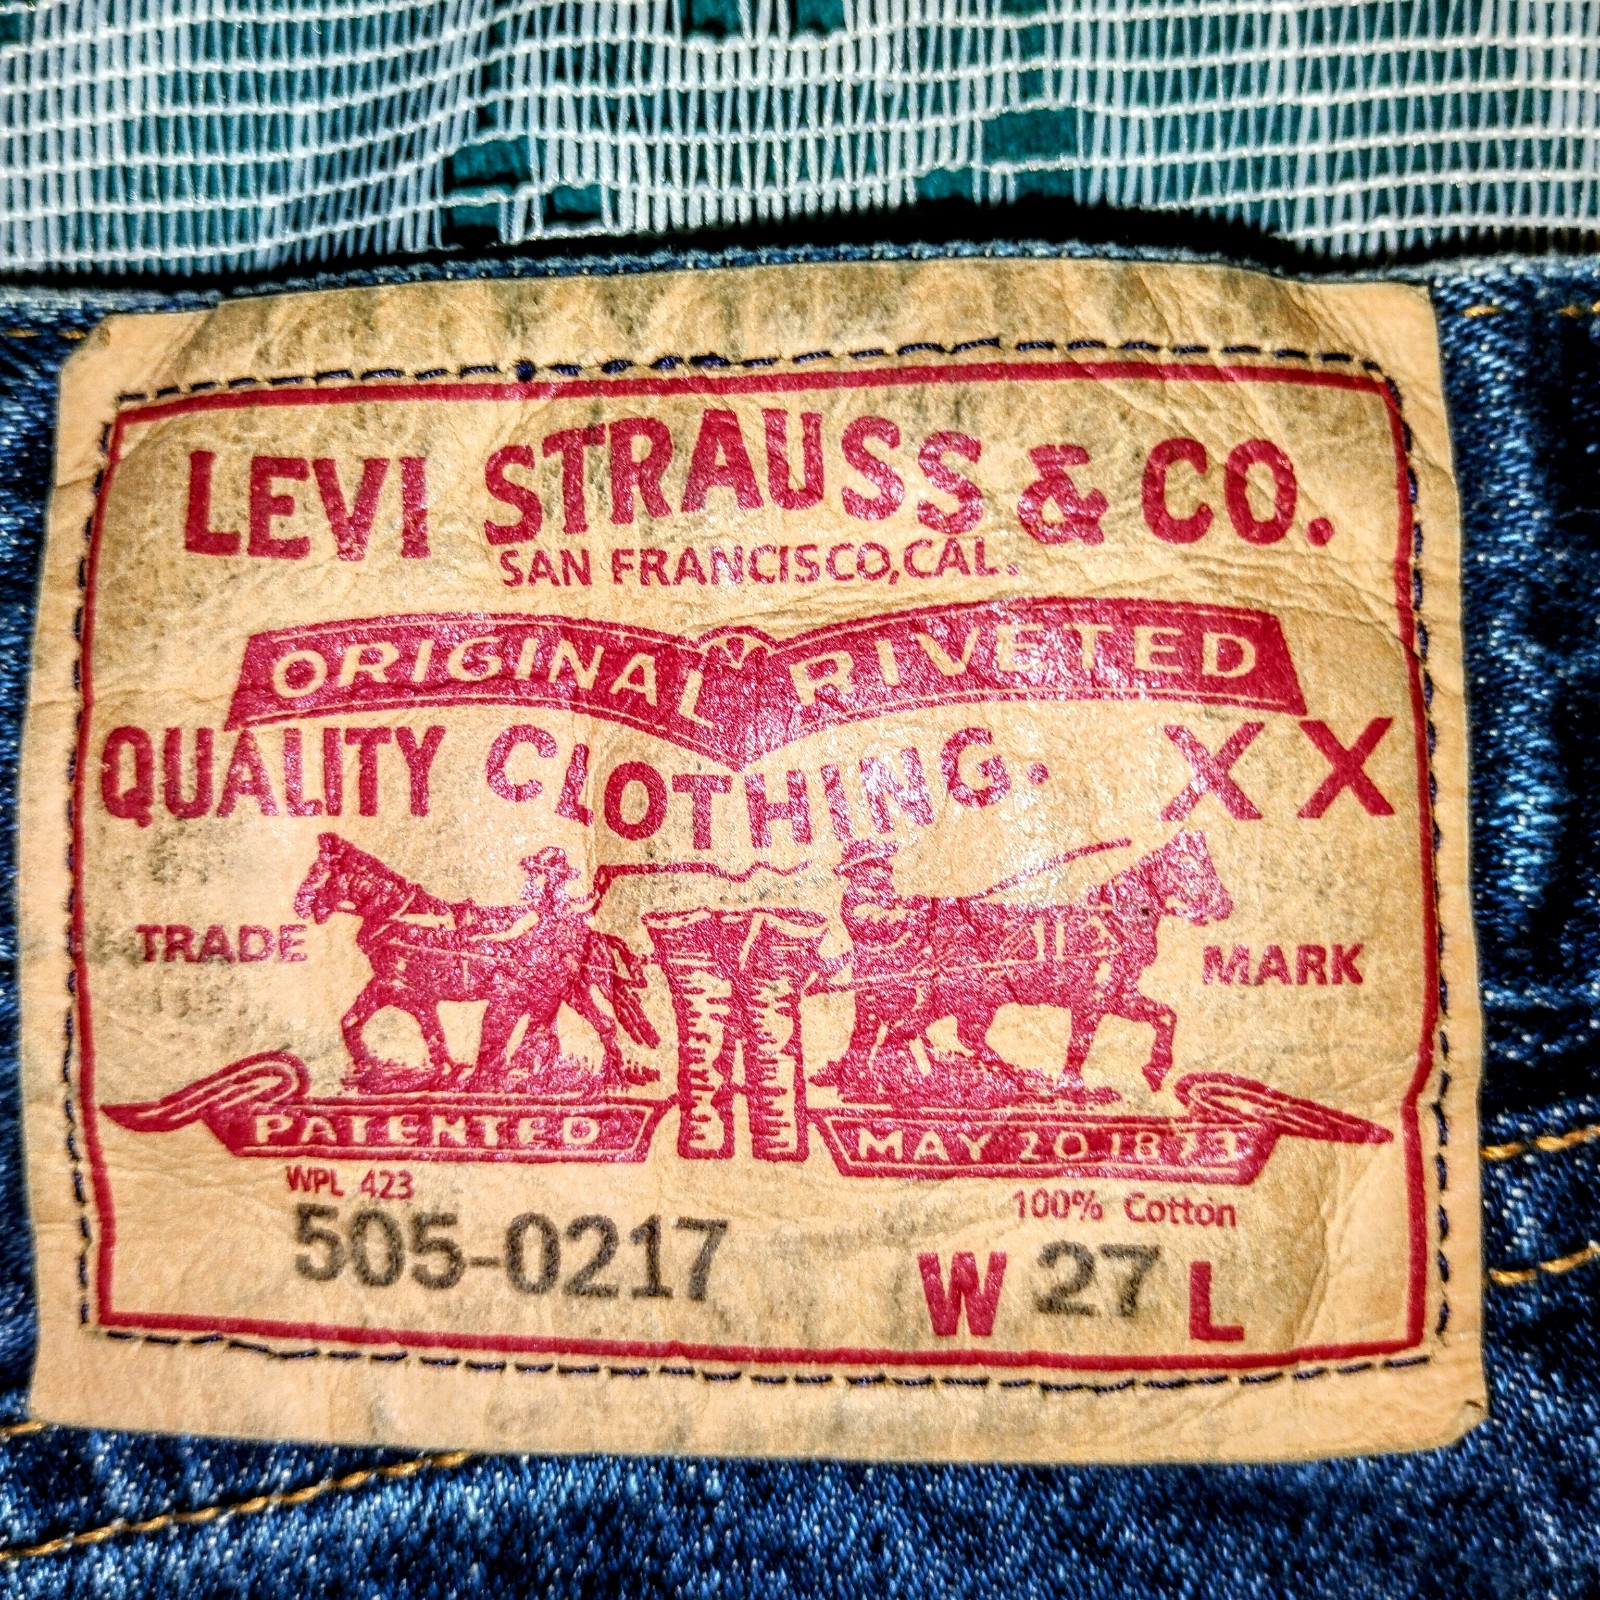 LEVI STRAUSS & CO.
SAN FRANCISCO, CAL.
ORIGINAL RIVETED
QUALITY CLOTHING. XX
TRADE MARK
PATENTED MAY 20 1873
WPL 423
100% Cotton
505-0217
W 27 L